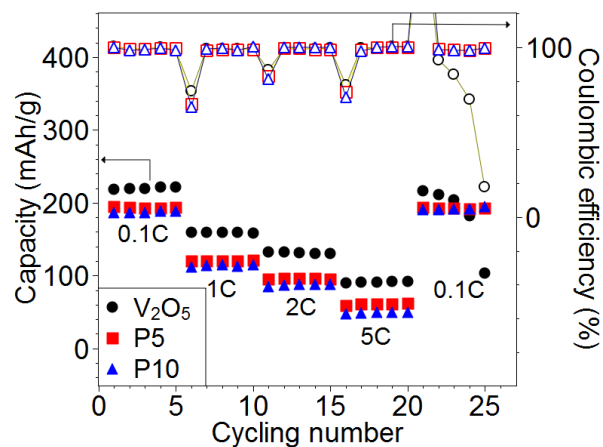 400
300
200
100
0
Capacity (mAh/g)
100
0
Coulombic efficiency (%)
0.1C
1C
2C
5C
0.1C
V₂O₅
P5
P10
0 5 10 15 20 25
Cycling number